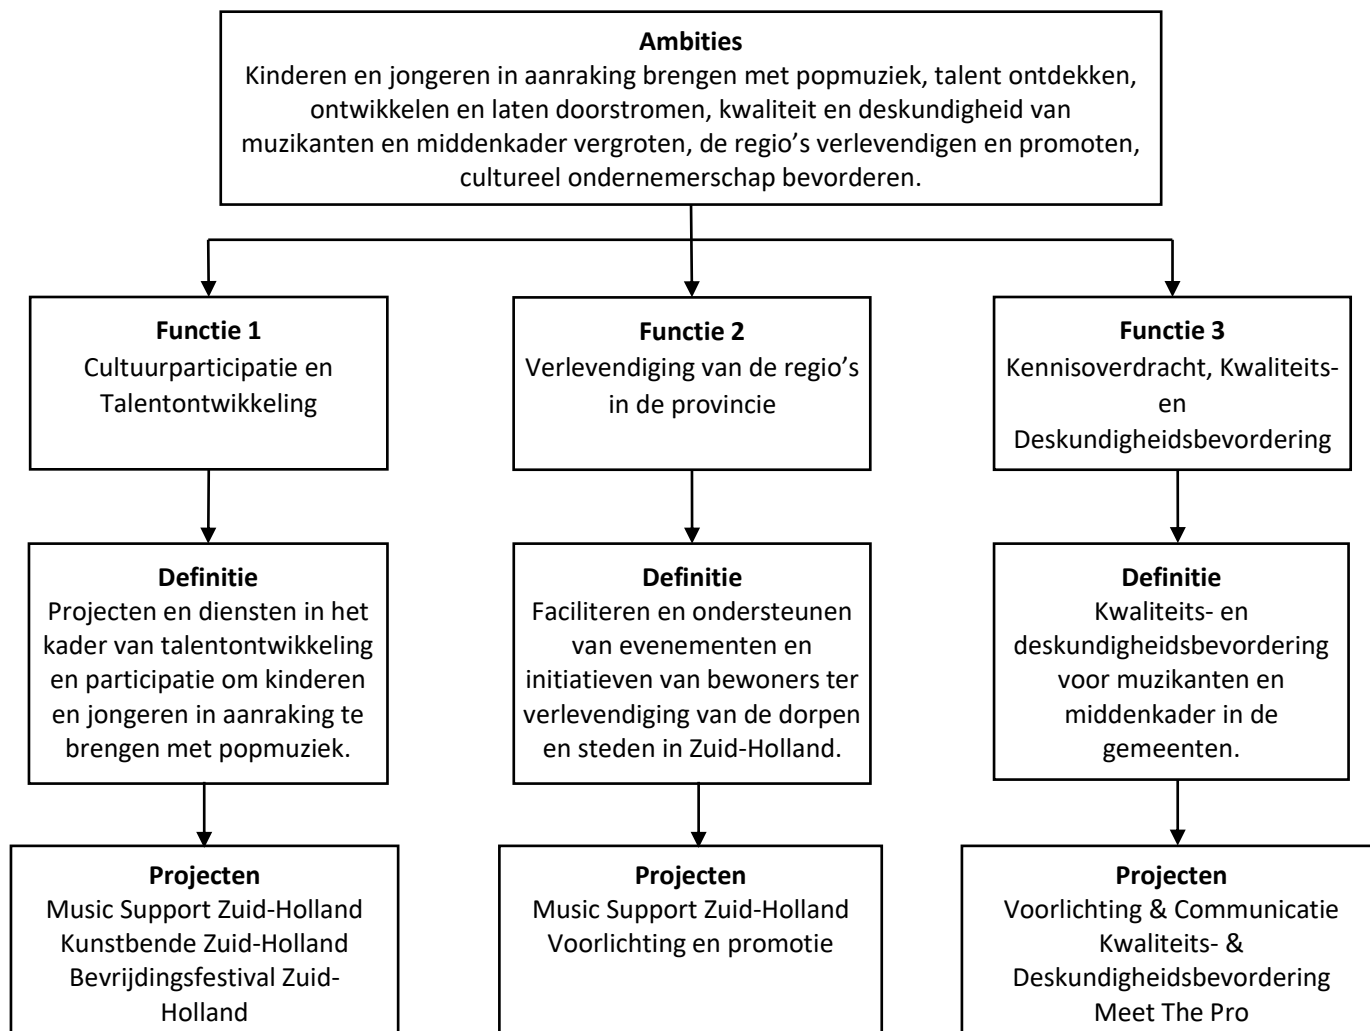 Ambities
Kinderen en jongeren in aanraking brengen met popmuziek, talent ontdekken,
ontwikkelen en laten doorstromen, kwaliteit en deskundigheid van
muzikanten en middenkader vergroten, de regio’s verlevendigen en promoten,
cultureel ondernemerschap bevorderen.
Functie 1
Cultuurparticipatie en
Talentontwikkeling
Functie 2
Verlevendiging van de regio’s
in de provincie
Functie 3
Kennisoverdracht, Kwaliteits-
en
Deskundigheidsbevordering
Definitie
Projecten en diensten in het
kader van talentontwikkeling
en participatie om kinderen
en jongeren in aanraking te
brengen met popmuziek.
Definitie
Faciliteren en ondersteunen
van evenementen en
initiatieven van bewoners ter
verlevendiging van de dorpen
en steden in Zuid-Holland.
Definitie
Kwaliteits- en
deskundigheidsbevordering
voor muzikanten en
middenkader in de
gemeenten.
Projecten
Music Support Zuid-Holland
Kunstbende Zuid-Holland
Bevrijdingsfestival Zuid-
Holland
Projecten
Music Support Zuid-Holland
Voorlichting en promotie
Projecten
Voorlichting & Communicatie
Kwaliteits- &
Deskundigheidsbevordering
Meet The Pro